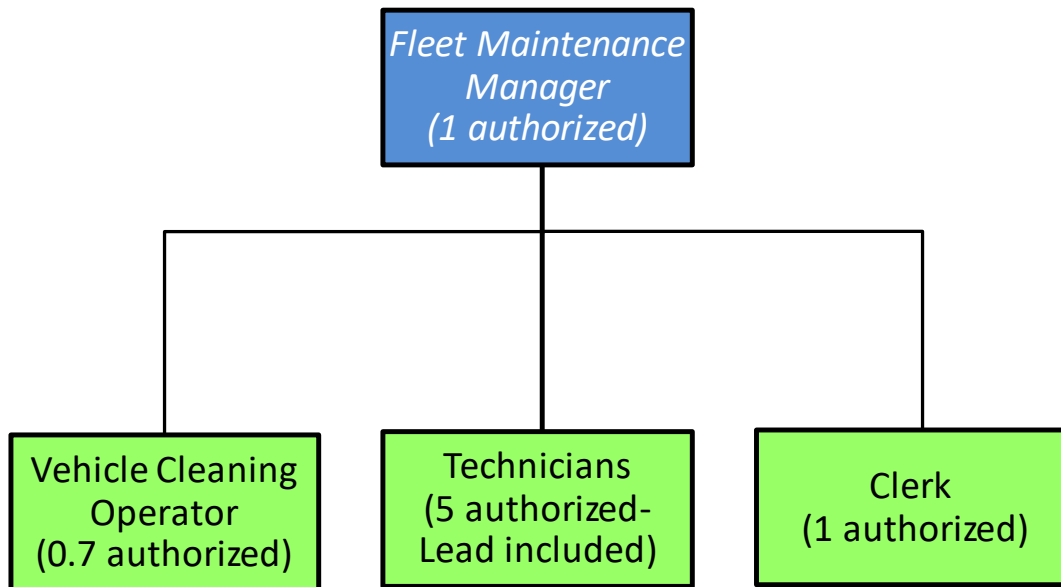 Fleet Maintenance
Manager
(1 authorized)
Vehicle Cleaning
Operator
(0.7 authorized)
Technicians
(5 authorized-
Lead included)
Clerk
(1 authorized)